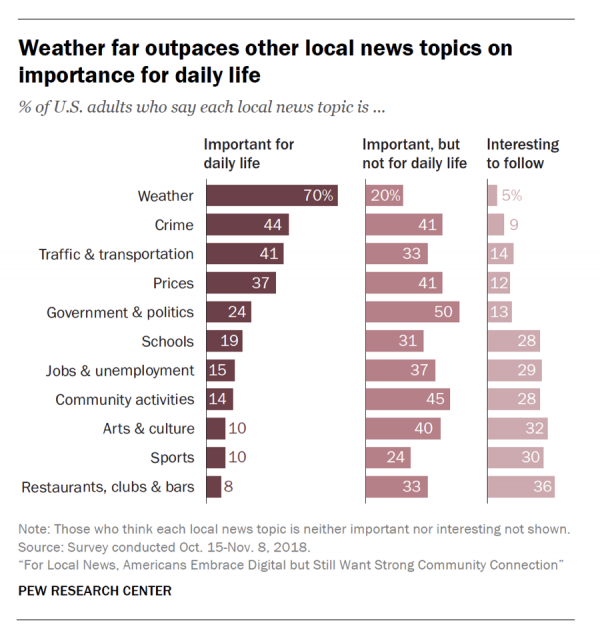 Weather far outpaces other local news topics on
importance for daily life
% of U.S. adults who say each local news topic is ...
Important for
daily life
Important, but
not for daily life
Interesting
to follow
Weather 70% 20% 5%
Crime 44 41 9
Traffic & transportation 41 33 14
Prices 37 41 12
Government & politics 24 50 13
Schools 19 31 28
Jobs & unemployment 15 37 29
Community activities 14 45 28
Arts & culture 10 40 32
Sports 10 24 30
Restaurants, clubs & bars 8 33 36
Note: Those who think each local news topic is neither important nor interesting not shown.
Source: Survey conducted Oct. 15-Nov. 8, 2018.
“For Local News, Americans Embrace Digital but Still Want Strong Community Connection”
PEW RESEARCH CENTER